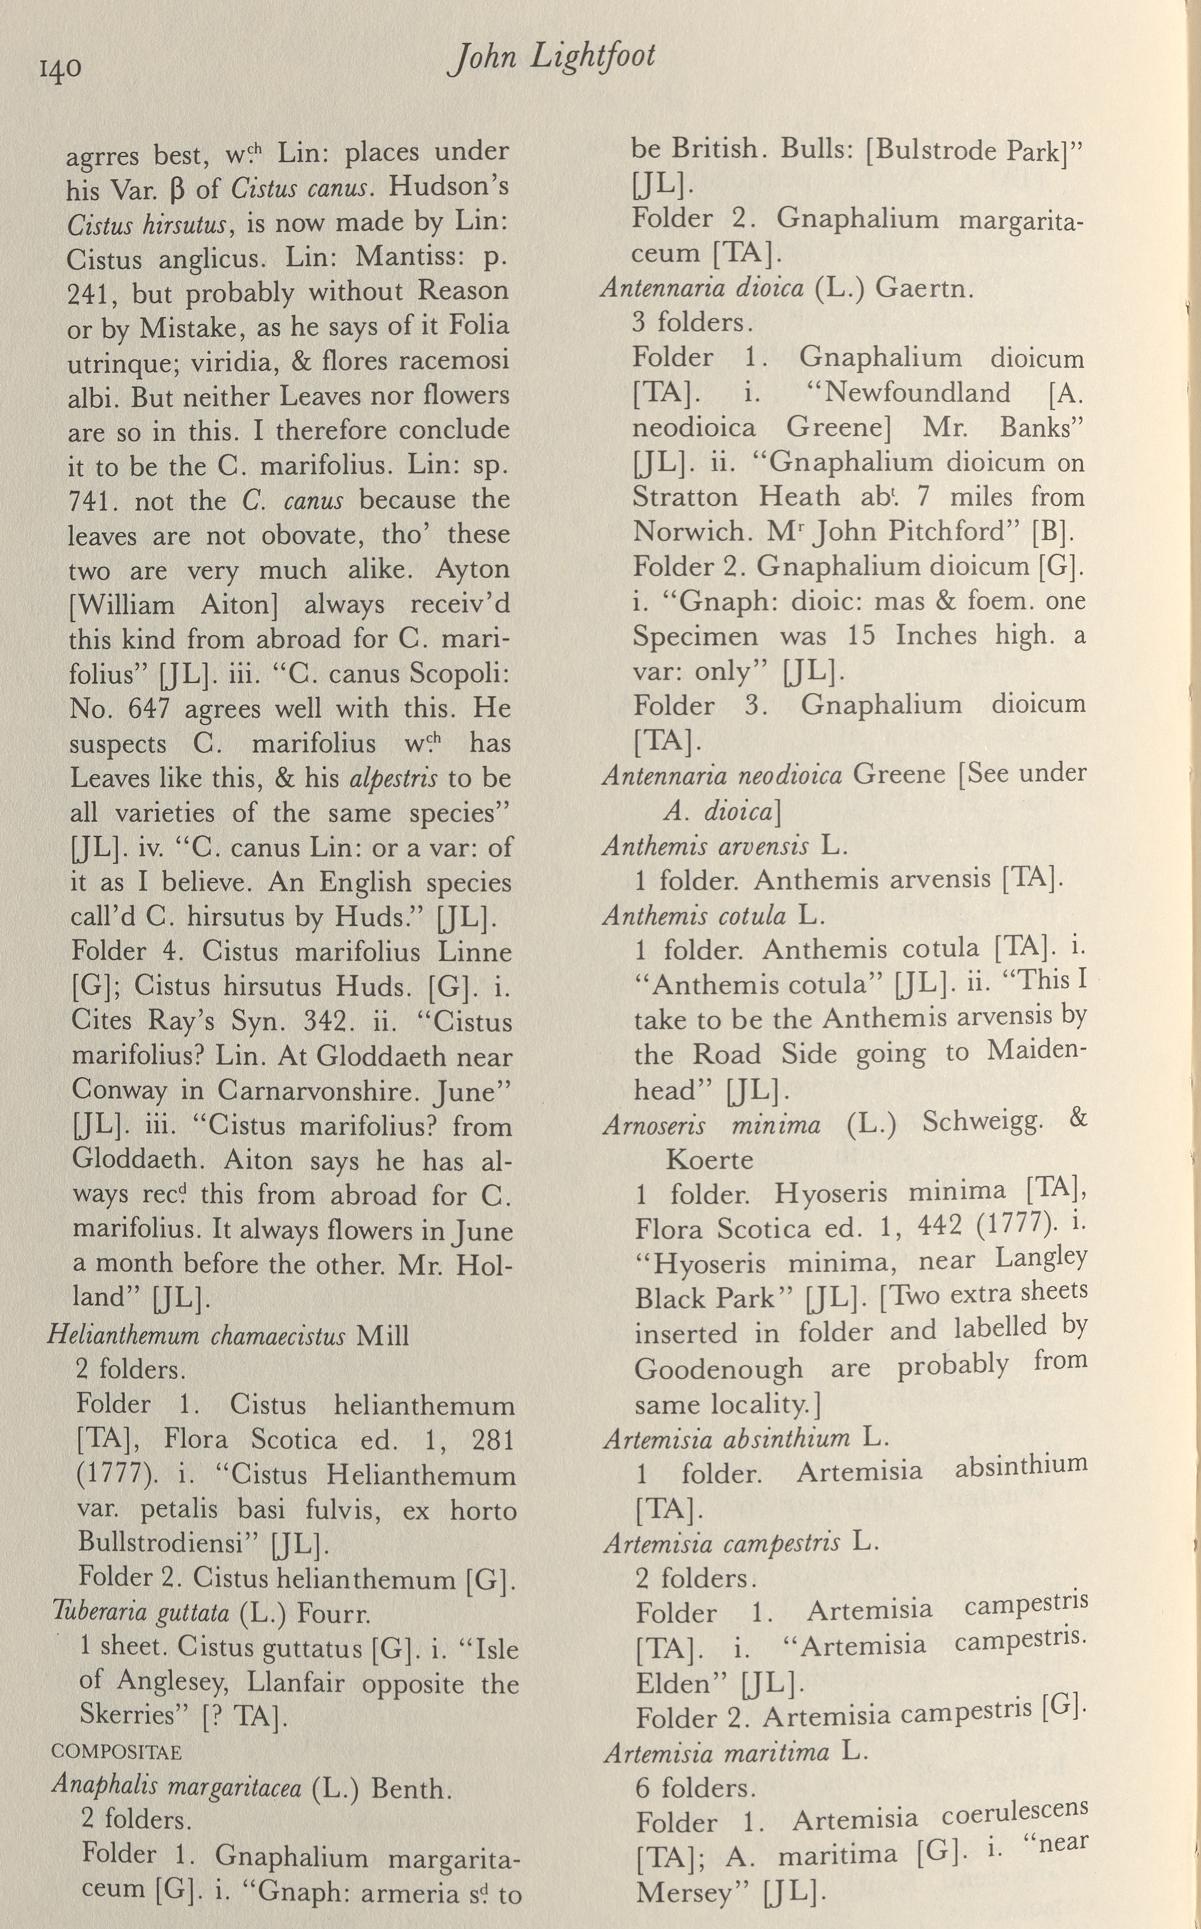 140
John Lightfoot
agrres best, w.ch Lin: places under
his Var. β of Cistus canus. Hudson's
Cistus hirsutus, is now made by Lin:
Cistus anglicus. Lin: Mantiss: p.
241, but probably without Reason
or by Mistake, as he says of it Folia
utrinque; viridia, & flores racemosi
albi. But neither Leaves nor flowers
are so in this. I therefore conclude
it to be the C. marifolius. Lin: sp.
741. not the C. canus because the
leaves are not obovate, tho' these
two are very much alike. Ayton
[William Aiton] always receiv'd
this kind from abroad for C. mari-
folius” [JL]. iii. “C. canus Scopoli:
No. 647 agrees well with this. He
suspects C. marifolius w.ch has
Leaves like this, & his alpestris to be
all varieties of the same species”
[JL]. iv. “C. canus Lin: or a var: of
it as I believe. An English species
call'd C. hirsutus by Huds.” [JL].
Folder 4. Cistus marifolius Linne
[G]; Cistus hirsutus Huds. [G]. i.
Cites Ray's Syn. 342. ii. “Cistus
marifolius? Lin. At Gloddaeth near
Conway in Carnarvonshire. June”
[JL]. iii. “Cistus marifolius? from
Gloddaeth. Aiton says he has al-
ways rec.d this from abroad for C.
marifolius. It always flowers in June
a month before the other. Mr. Hol-
land” [JL].
Helianthemum chamaecistus Mill
2 folders.
Folder 1. Cistus helianthemum
[TA], Flora Scotica ed. 1, 281
(1777). i. “Cistus Helianthemum
var. petalis basi fulvis, ex horto
Bullstrodiensi” [JL].
Folder 2. Cistus helianthemum [G].
Tuberaria guttata (L.) Fourr.
1 sheet. Cistus guttatus [G]. i. “Isle
of Anglesey, Llanfair opposite the
Skerries” [? TA].
COMPOSITAE
Anaphalis margaritacea (L.) Benth.
2 folders.
Folder 1. Gnaphalium margarita-
ceum [G]. i. “Gnaph: armeria s.d to
be British. Bulls: [Bulstrode Park]”
[JL].
Folder 2. Gnaphalium margarita-
ceum [TA].
Antennaria dioica (L.) Gaertn.
3 folders.
Folder 1. Gnaphalium dioicum
[TA]. i. “Newfoundland [A.
neodioica Greene] Mr. Banks”
[JL]. ii. “Gnaphalium dioicum on
Stratton Heath ab.t 7 miles from
Norwich. Mr John Pitchford” [B].
Folder 2. Gnaphalium dioicum [G].
i. “Gnaph: dioic: mas & foem. one
Specimen was 15 Inches high. a
var: only” [JL].
Folder 3. Gnaphalium dioicum
[TA].
Antennaria neodioica Greene [See under
A. dioica]
Anthemis arvensis L.
1 folder. Anthemis arvensis [TA].
Anthemis cotula L.
1 folder. Anthemis cotula [TA]. i.
“Anthemis cotula” [JL]. ii. “This I
take to be the Anthemis arvensis by
the Road Side going to Maiden-
head” [JL].
Arnoseris minima (L.) Schweigg. &
Koerte
1 folder. Hyoseris minima [TA],
Flora Scotica ed. 1, 442 (1777). i.
“Hyoseris minima, near Langley
Black Park” [JL]. [Two extra sheets
inserted in folder and labelled by
Goodenough are probably from
same locality.]
Artemisia absinthium L.
1 folder. Artemisia absinthium
[TA].
Artemisia campestris L.
2 folders.
Folder 1. Artemisia campestris
[TA]. i. “Artemisia campestris.
Elden” [JL].
Folder 2. Artemisia campestris [G].
Artemisia maritima L.
6 folders.
Folder 1. Artemisia coerulescens
[TA]; A. maritima [G]. i. “near
Mersey” [JL].